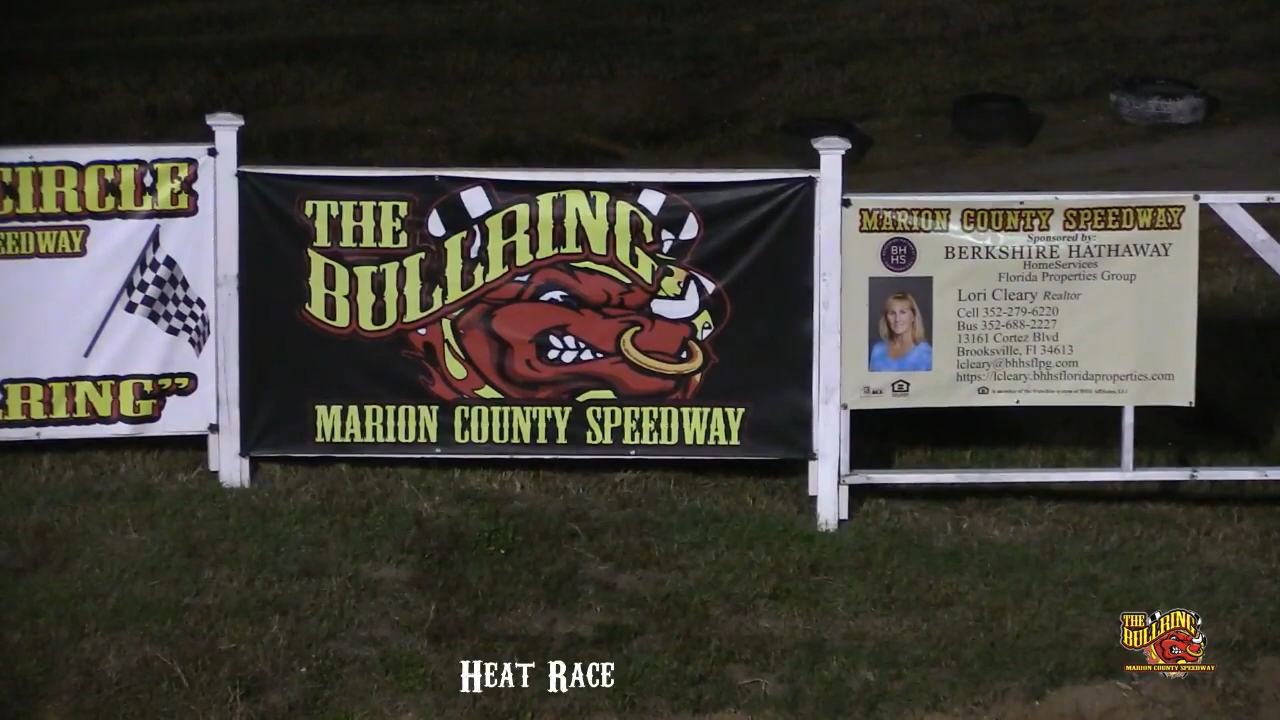 CIRCLE
EEDWAY
RING”
THE
BULLRING
MARION COUNTY SPEEDWAY
MARION COUNTY SPEEDWAY
Sponsored by:
BH
HS
BERKSHIRE HATHAWAY
HomeServices
Florida Properties Group
Lori Cleary Realtor
Cell 352-279-6220
Bus 352-688-2227
13161 Cortez Blvd
Brooksville, Fl 34613
lcleary@bhhsflpg.com
https://lcleary.bhhsfloridaproperties.com
HEAT RACE
THE
BULLRING
MARION COUNTY SPEEDWAY